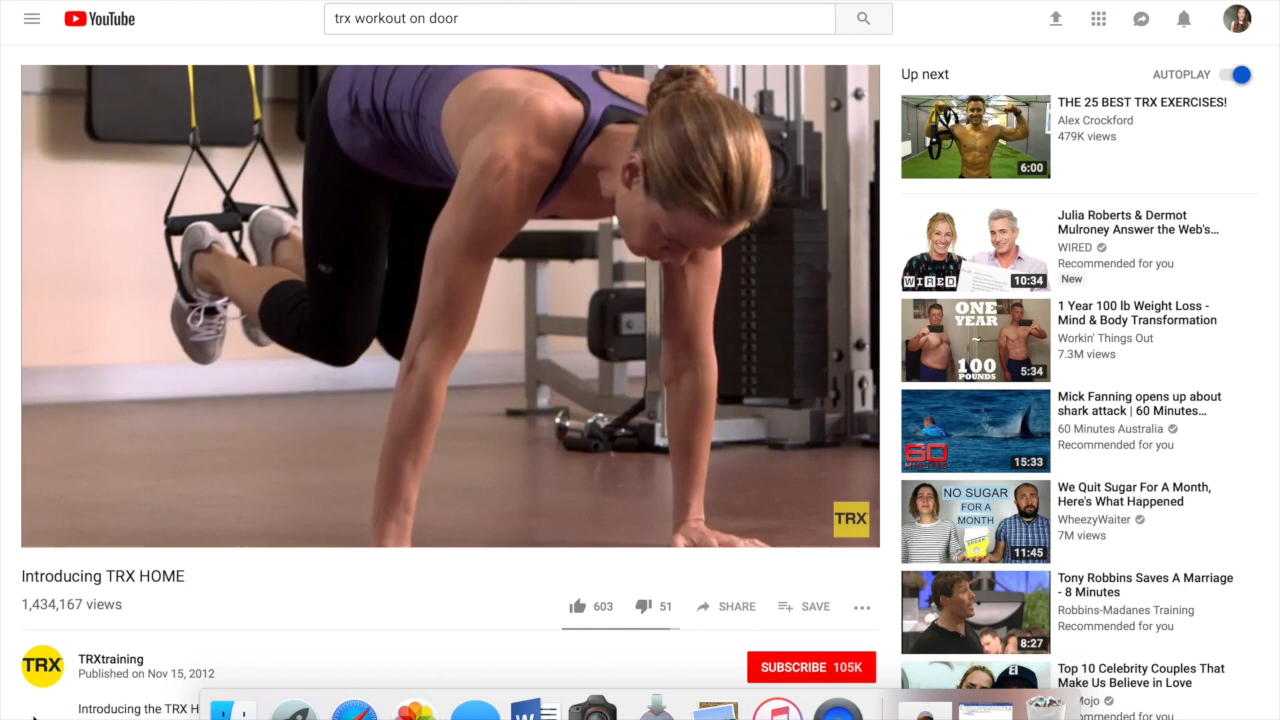 YouTube
trx workout on door
TRX
Introducing TRX HOME
1,434,167 views
603
51
SHARE
SAVE
TRX
TRXtraining
Published on Nov 15, 2012
SUBSCRIBE 105K
Introducing the TRX H
W
Up next
AUTOPLAY
6:00
THE 25 BEST TRX EXERCISES!
Alex Crockford
479K views
WIRED
10:34
Julia Roberts & Dermot
Mulroney Answer the Web's...
WIRED
Recommended for you
New
ONE
YEAR
~
100
POUNDS
5:34
1 Year 100 lb Weight Loss -
Mind & Body Transformation
Workin' Things Out
7.3M views
60
MINUTES
15:33
Mick Fanning opens up about
shark attack | 60 Minutes...
60 Minutes Australia
Recommended for you
NO SUGAR
FOR A
MONTH
11:45
We Quit Sugar For A Month,
Here's What Happened
WheezyWaiter
7M views
8:27
Tony Robbins Saves A Marriage
- 8 Minutes
Robbins-Madanes Training
Recommended for you
Top 10 Celebrity Couples That
Make Us Believe in Love
Mojo